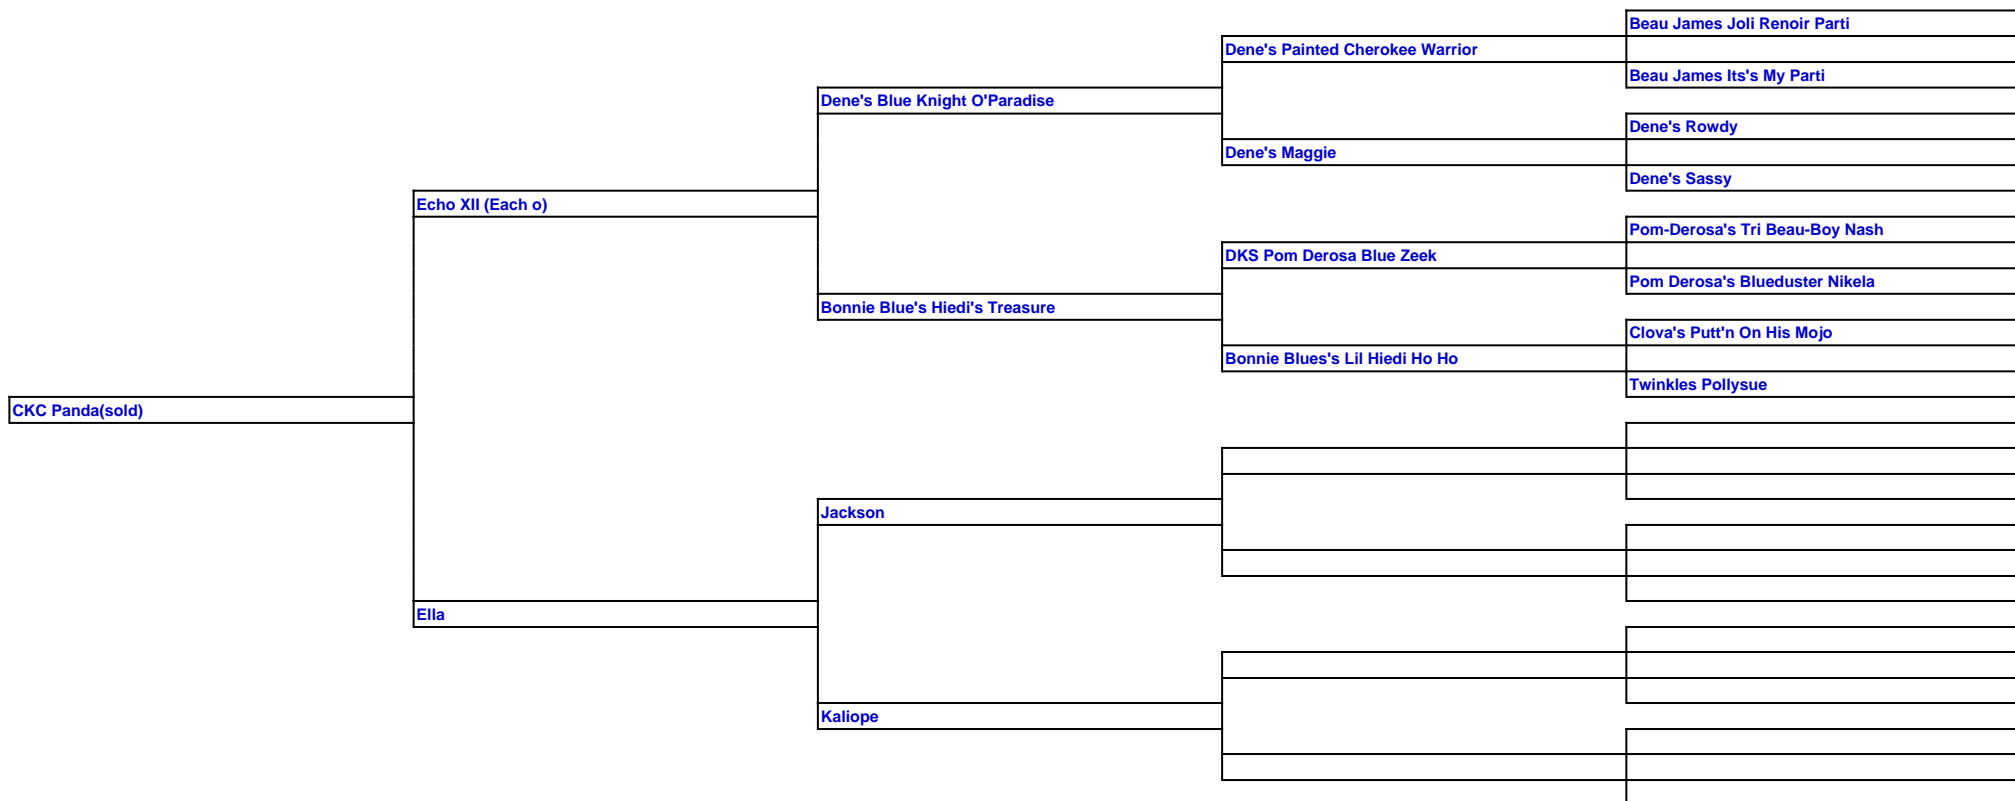 Beau James Joli Renoir Parti
Dene's Painted Cherokee Warrior
Beau James Its's My Parti
Dene's Blue Knight O'Paradise
Dene's Rowdy
Dene's Maggie
Dene's Sassy
Echo XII (Each o)
Pom-Derosa's Tri Beau-Boy Nash
DKS Pom Derosa Blue Zeek
Pom Derosa's Blueduster Nikela
Bonnie Blue's Hiedi's Treasure
Clova's Putt'n On His Mojo
Bonnie Blues's Lil Hiedi Ho Ho
Twinkles Pollysue
CKC Panda(sold)
Jackson
Ella
Kaliope